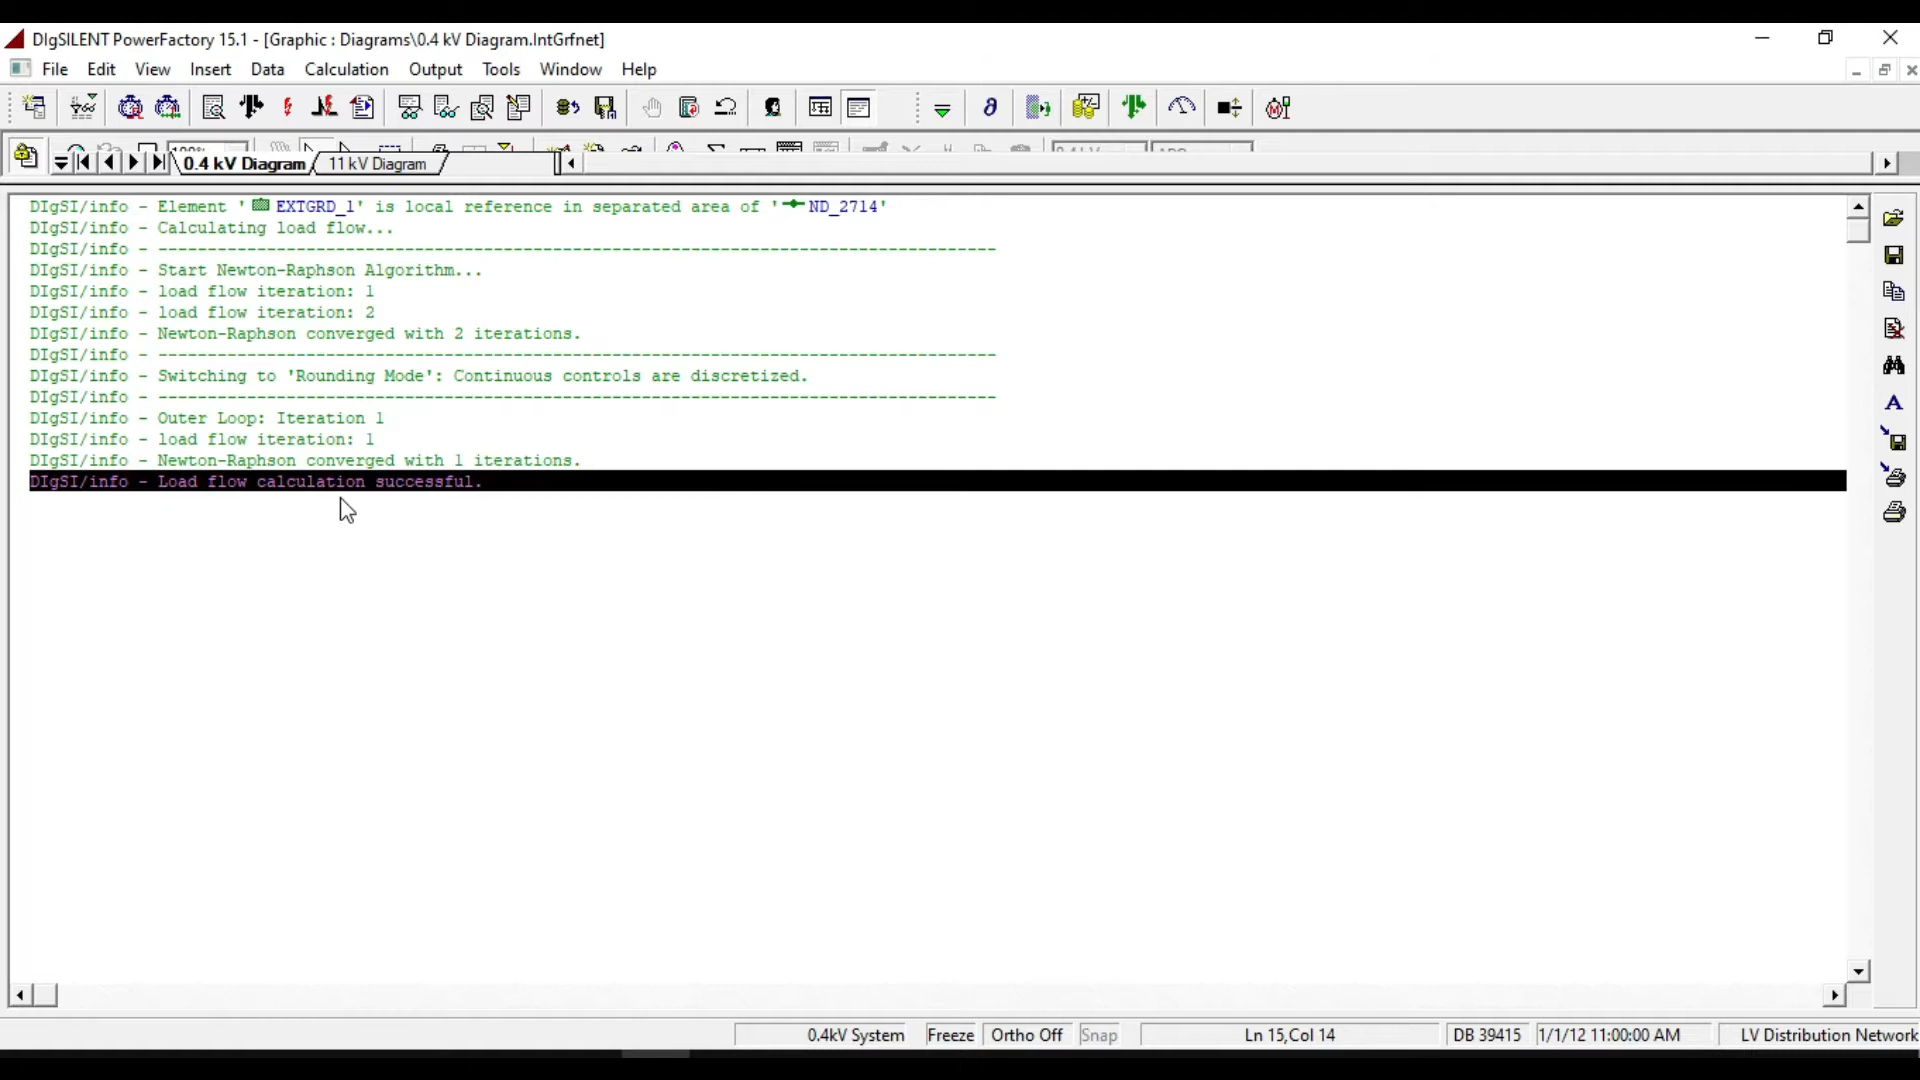 DIgSILENT PowerFactory 15.1 - [Graphic : Diagrams\0.4 kV Diagram.IntGrfnet]
File Edit View Insert Data Calculation Output Tools Window Help
0.4 kV Diagram 11 kV Diagram
DIgSI/info - Element 'EXTGRD_1' is local reference in separated area of 'ND_2714'
DIgSI/info - Calculating load flow...
DIgSI/info - -------------------------------------------------------------------------------------
DIgSI/info - Start Newton-Raphson Algorithm...
DIgSI/info - load flow iteration: 1
DIgSI/info - load flow iteration: 2
DIgSI/info - Newton-Raphson converged with 2 iterations.
DIgSI/info - -------------------------------------------------------------------------------------
DIgSI/info - Switching to 'Rounding Mode': Continuous controls are discretized.
DIgSI/info - -------------------------------------------------------------------------------------
DIgSI/info - Outer Loop: Iteration 1
DIgSI/info - load flow iteration: 1
DIgSI/info - Newton-Raphson converged with 1 iterations.
DIgSI/info - Load flow calculation successful.
0.4kV System Freeze Ortho Off Snap Ln 15,Col 14 DB 39415 1/1/12 11:00:00 AM LV Distribution Network